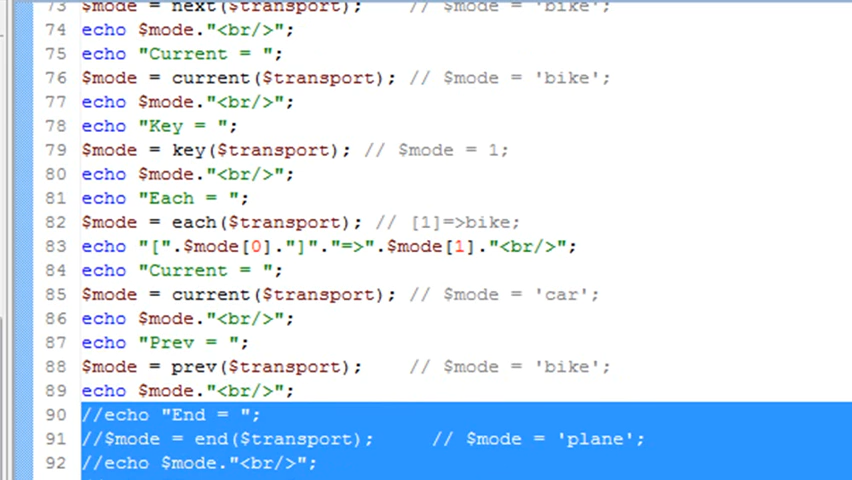 73 $mode = next($transport);    // $mode = 'bike';
74 echo $mode."<br/>";
75 echo "Current = ";
76 $mode = current($transport); // $mode = 'bike';
77 echo $mode."<br/>";
78 echo "Key = ";
79 $mode = key($transport); // $mode = 1;
80 echo $mode."<br/>";
81 echo "Each = ";
82 $mode = each($transport); // [1]=>bike;
83 echo "[".$mode[0]."]"."=>".$mode[1]."<br/>";
84 echo "Current = ";
85 $mode = current($transport); // $mode = 'car';
86 echo $mode."<br/>";
87 echo "Prev = ";
88 $mode = prev($transport);    // $mode = 'bike';
89 echo $mode."<br/>";
90 //echo "End = ";
91 //$mode = end($transport);     // $mode = 'plane';
92 //echo $mode."<br/>";